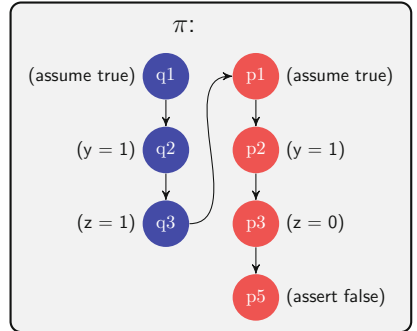 π:
(assume true) q1 p1 (assume true)
(y = 1) q2 p2 (y = 1)
(z = 1) q3 p3 (z = 0)
p5 (assert false)